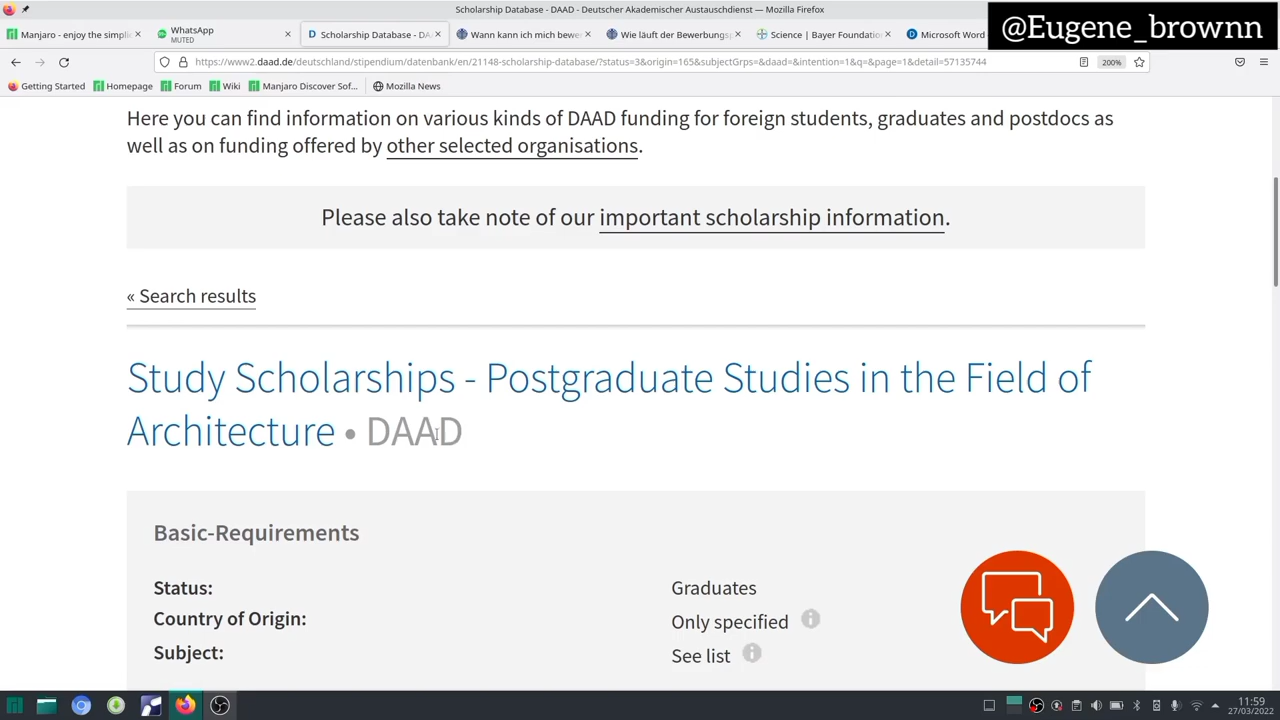 Scholarship Database - DAAD - Deutscher Akademischer Austauschdienst — Mozilla Firefox
@Eugene_brownn
Manjaro - enjoy the simpli
WhatsApp
MUTED
Scholarship Database - DA
Wann kann ich mich bewe
Wie läuft der Bewerbungsp
Science | Bayer Foundatio
Microsoft Word
https://www2.daad.de/deutschland/stipendium/datenbank/en/21148-scholarship-database/?status=3&origin=165&subjectGrps=&daad=&intention=1&q=&page=1&detail=57135744
200%
Getting Started
Homepage
Forum
Wiki
Manjaro Discover Sof...
Mozilla News
Here you can find information on various kinds of DAAD funding for foreign students, graduates and postdocs as
well as on funding offered by other selected organisations.
Please also take note of our important scholarship information.
« Search results
Study Scholarships - Postgraduate Studies in the Field of
Architecture • DAAD
Basic-Requirements
Status: Graduates
Country of Origin: Only specified
Subject: See list
11:59
27/03/2022